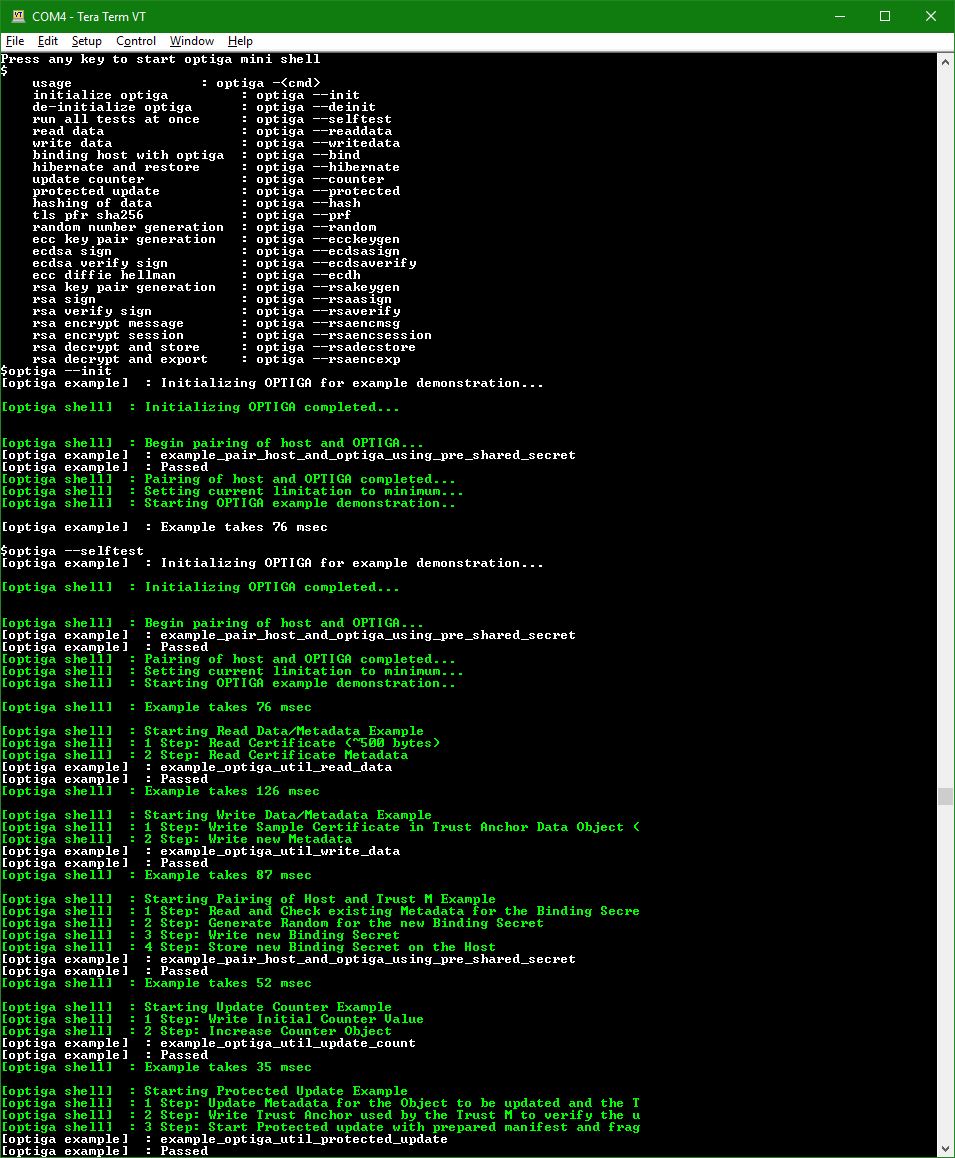 COM4 - Tera Term VT
File Edit Setup Control Window Help
Press any key to start optiga mini shell
$
    usage                : optiga -<cmd>
    initialize optiga         : optiga --init
    de-initialize optiga      : optiga --deinit
    run all tests at once     : optiga --selftest
    read data                 : optiga --readdata
    write data                : optiga --writedata
    binding host with optiga  : optiga --bind
    hibernate and restore     : optiga --hibernate
    update counter            : optiga --counter
    protected update          : optiga --protected
    hashing of data           : optiga --hash
    tls pfr sha256            : optiga --prf
    random number generation  : optiga --random
    ecc key pair generation   : optiga --ecckeygen
    ecdsa sign                : optiga --ecdsasign
    ecdsa verify sign         : optiga --ecdsaverify
    ecc diffie hellman        : optiga --ecdh
    rsa key pair generation   : optiga --rsakeygen
    rsa sign                  : optiga --rsaasign
    rsa verify sign           : optiga --rsaverify
    rsa encrypt message       : optiga --rsaencmsg
    rsa encrypt session       : optiga --rsaencsession
    rsa decrypt and store     : optiga --rsadecstore
    rsa decrypt and export    : optiga --rsaencexp
$optiga --init
[optiga example]  : Initializing OPTIGA for example demonstration...
[optiga shell]  : Initializing OPTIGA completed...
[optiga shell]  : Begin pairing of host and OPTIGA...
[optiga example]  : example_pair_host_and_optiga_using_pre_shared_secret
[optiga example]  : Passed
[optiga shell]  : Pairing of host and OPTIGA completed...
[optiga shell]  : Setting current limitation to minimum...
[optiga shell]  : Starting OPTIGA example demonstration..
[optiga example]  : Example takes 76 msec
$optiga --selftest
[optiga example]  : Initializing OPTIGA for example demonstration...
[optiga shell]  : Initializing OPTIGA completed...
[optiga shell]  : Begin pairing of host and OPTIGA...
[optiga example]  : example_pair_host_and_optiga_using_pre_shared_secret
[optiga example]  : Passed
[optiga shell]  : Pairing of host and OPTIGA completed...
[optiga shell]  : Setting current limitation to minimum...
[optiga shell]  : Starting OPTIGA example demonstration..
[optiga shell]  : Example takes 76 msec
[optiga shell]  : Starting Read Data/Metadata Example
[optiga shell]  : 1 Step: Read Certificate (~500 bytes)
[optiga shell]  : 2 Step: Read Certificate Metadata
[optiga example]  : example_optiga_util_read_data
[optiga example]  : Passed
[optiga shell]  : Example takes 126 msec
[optiga shell]  : Starting Write Data/Metadata Example
[optiga shell]  : 1 Step: Write Sample Certificate in Trust Anchor Data Object (
[optiga shell]  : 2 Step: Write new Metadata
[optiga example]  : example_optiga_util_write_data
[optiga example]  : Passed
[optiga shell]  : Example takes 87 msec
[optiga shell]  : Starting Pairing of Host and Trust M Example
[optiga shell]  : 1 Step: Read and Check existing Metadata for the Binding Secre
[optiga shell]  : 2 Step: Generate Random for the new Binding Secret
[optiga shell]  : 3 Step: Write new Binding Secret
[optiga shell]  : 4 Step: Store new Binding Secret on the Host
[optiga example]  : example_pair_host_and_optiga_using_pre_shared_secret
[optiga example]  : Passed
[optiga shell]  : Example takes 52 msec
[optiga shell]  : Starting Update Counter Example
[optiga shell]  : 1 Step: Write Initial Counter Value
[optiga shell]  : 2 Step: Increase Counter Object
[optiga example]  : example_optiga_util_update_count
[optiga example]  : Passed
[optiga shell]  : Example takes 35 msec
[optiga shell]  : Starting Protected Update Example
[optiga shell]  : 1 Step: Update Metadata for the Object to be updated and the T
[optiga shell]  : 2 Step: Write Trust Anchor used by the Trust M to verify the u
[optiga shell]  : 3 Step: Start Protected update with prepared manifest and frag
[optiga example]  : example_optiga_util_protected_update
[optiga example]  : Passed